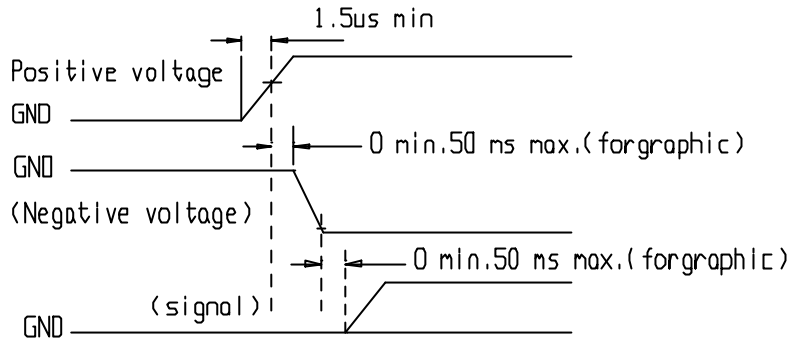 1.5us min
Positive voltage
GND
0 min.50 ms max.(forgraphic)
GND
(Negative voltage)
0 min.50 ms max.(forgraphic)
(signal)
GND